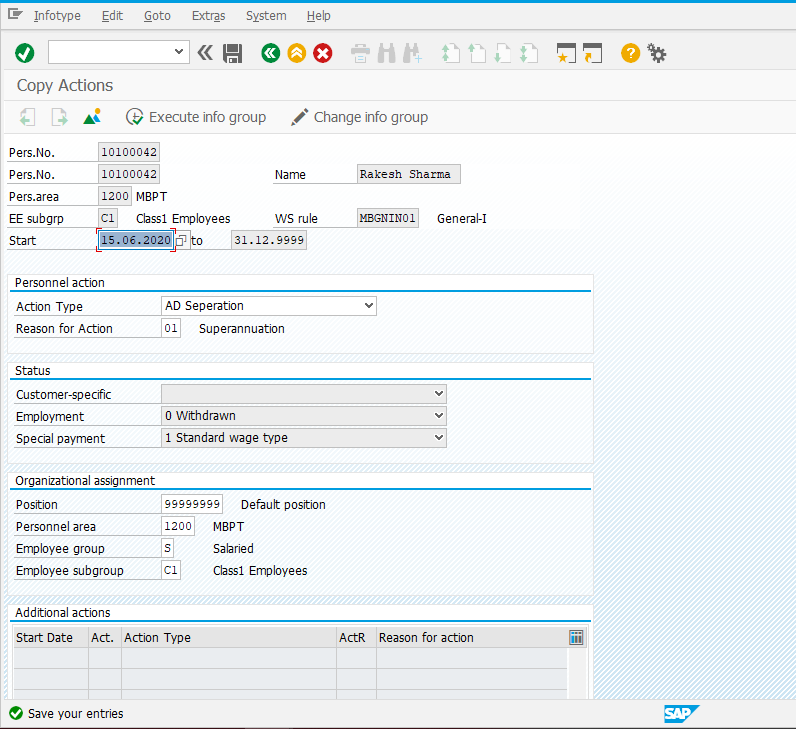 Infotype Edit Goto Extras System Help
Copy Actions
Execute info group Change info group
Pers.No. 10100042
Pers.No. 10100042 Name Rakesh Sharma
Pers.area 1200 MBPT
EE subgrp C1 Class1 Employees WS rule MBGNIN01 General-I
Start 15.06.2020 to 31.12.9999
Personnel action
Action Type AD Seperation
Reason for Action 01 Superannuation
Status
Customer-specific
Employment 0 Withdrawn
Special payment 1 Standard wage type
Organizational assignment
Position 99999999 Default position
Personnel area 1200 MBPT
Employee group S Salaried
Employee subgroup C1 Class1 Employees
Additional actions
Start Date Act. Action Type ActR Reason for action
Save your entries SAP